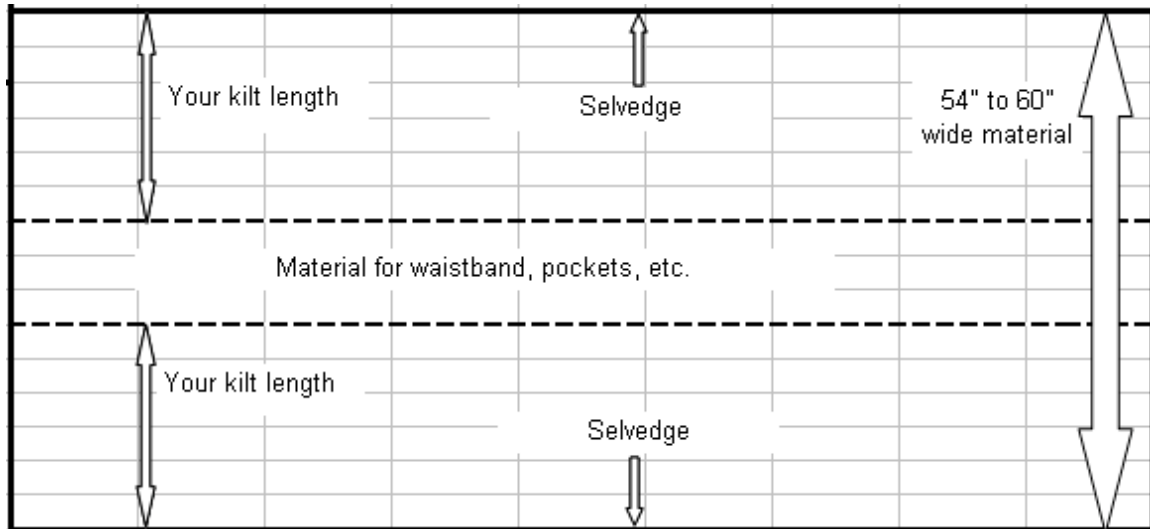 Your kilt length
Selvedge
54" to 60"
wide material
Material for waistband, pockets, etc.
Your kilt length
Selvedge